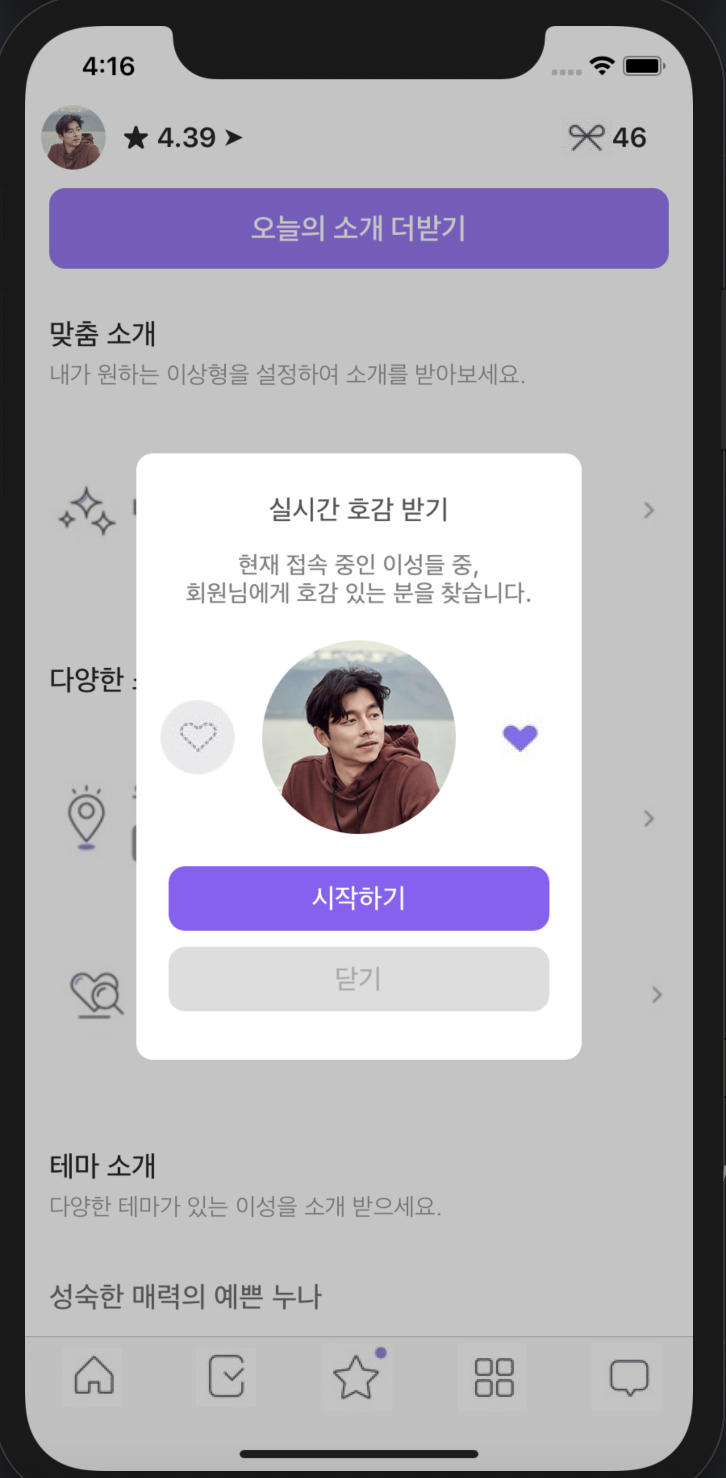 4:16
★ 4.39 ➤
46
오늘의 소개 더받기
맞춤 소개
내가 원하는 이상형을 설정하여 소개를 받아보세요.
실시간 호감 받기
현재 접속 중인 이성들 중,
회원님에게 호감 있는 분을 찾습니다.
다양한
시작하기
닫기
테마 소개
다양한 테마가 있는 이성을 소개 받으세요.
성숙한 매력의 예쁜 누나